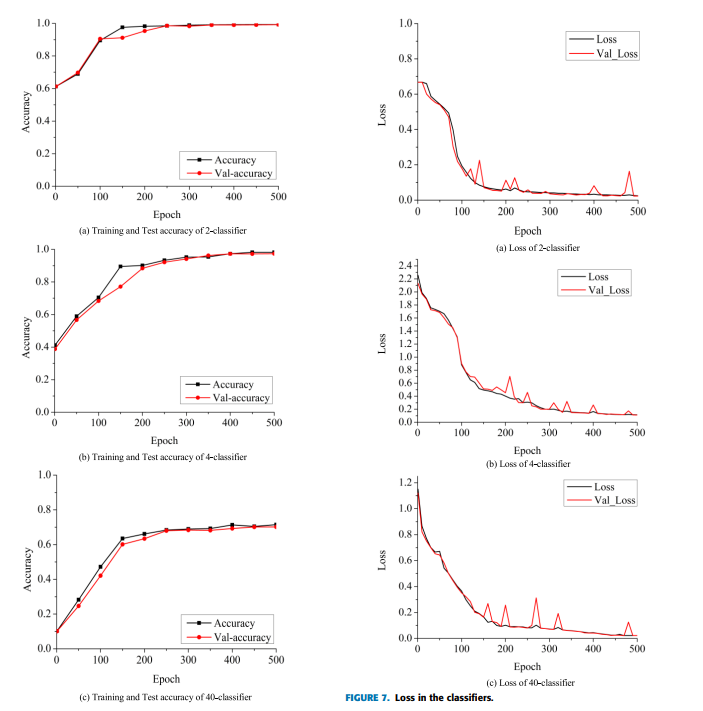 1.0
0.8
0.6
0.4
0.2
0.0
Accuracy
Accuracy
Val-accuracy
0 100 200 300 400 500
Epoch
(a) Training and Test accuracy of 2-classifier
1.0
0.8
0.6
0.4
0.2
0.0
Accuracy
Accuracy
Val-accuracy
0 100 200 300 400 500
Epoch
(b) Training and Test accuracy of 4-classifier
1.0
0.8
0.6
0.4
0.2
0.0
Accuracy
Accuracy
Val-accuracy
0 100 200 300 400 500
Epoch
(c) Training and Test accuracy of 40-classifier
1.0
0.8
0.6
0.4
0.2
0.0
Loss
Loss
Val_Loss
0 100 200 300 400 500
Epoch
(a) Loss of 2-classifier
2.4
2.2
2.0
1.8
1.6
1.4
1.2
1.0
0.8
0.6
0.4
0.2
0.0
Loss
Loss
Val_Loss
0 100 200 300 400 500
Epoch
(b) Loss of 4-classifier
1.2
1.0
0.8
0.6
0.4
0.2
0.0
Loss
Loss
Val_Loss
0 100 200 300 400 500
Epoch
(c) Loss of 40-classifier
FIGURE 7. Loss in the classifiers.